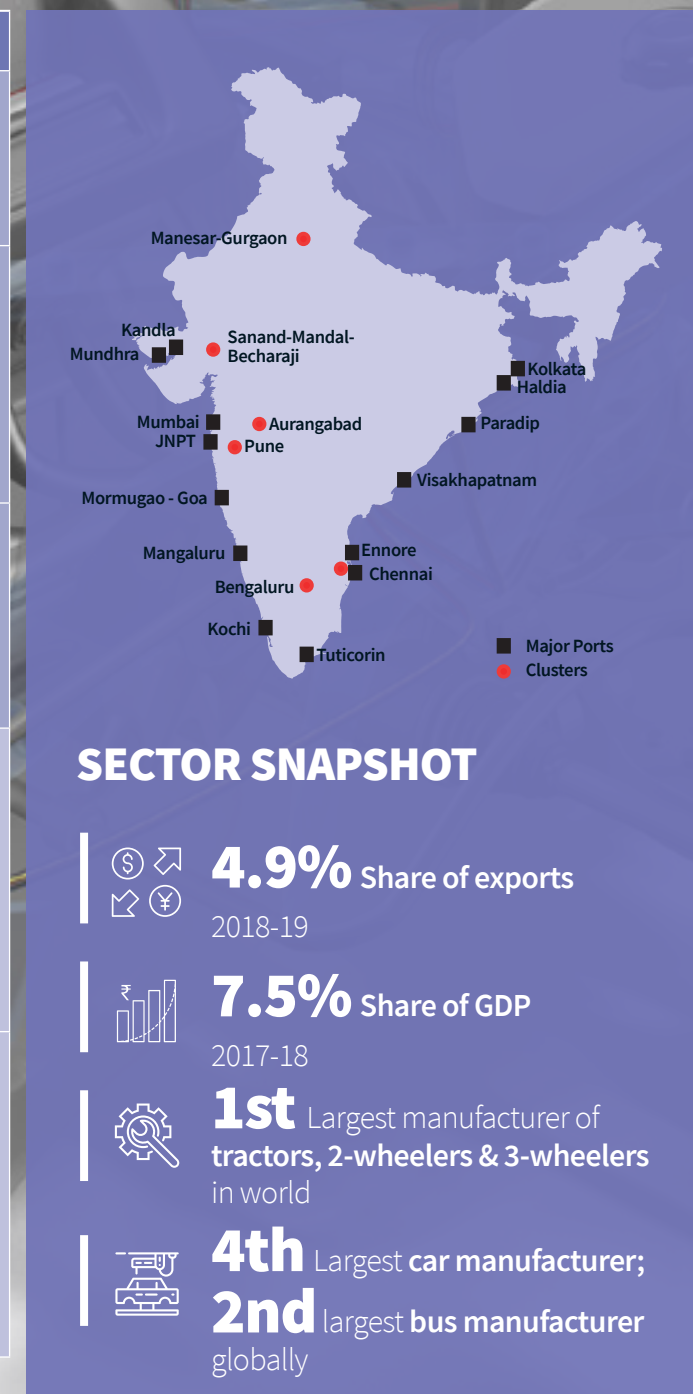 Manesar-Gurgaon
Kandla
Mundhra
Sanand-Mandal-
Becharaji
Kolkata
Haldia
Mumbai
Aurangabad
Paradip
JNPT
Pune
Visakhapatnam
Mormugao - Goa
Mangaluru
Ennore
Chennai
Bengaluru
Kochi
Tuticorin
Major Ports
Clusters
SECTOR SNAPSHOT
$
¥
4.9% Share of exports
2018-19
₹
7.5% Share of GDP
2017-18
1st Largest manufacturer of
tractors, 2-wheelers & 3-wheelers
in world
4th Largest car manufacturer;
2nd largest bus manufacturer
globally